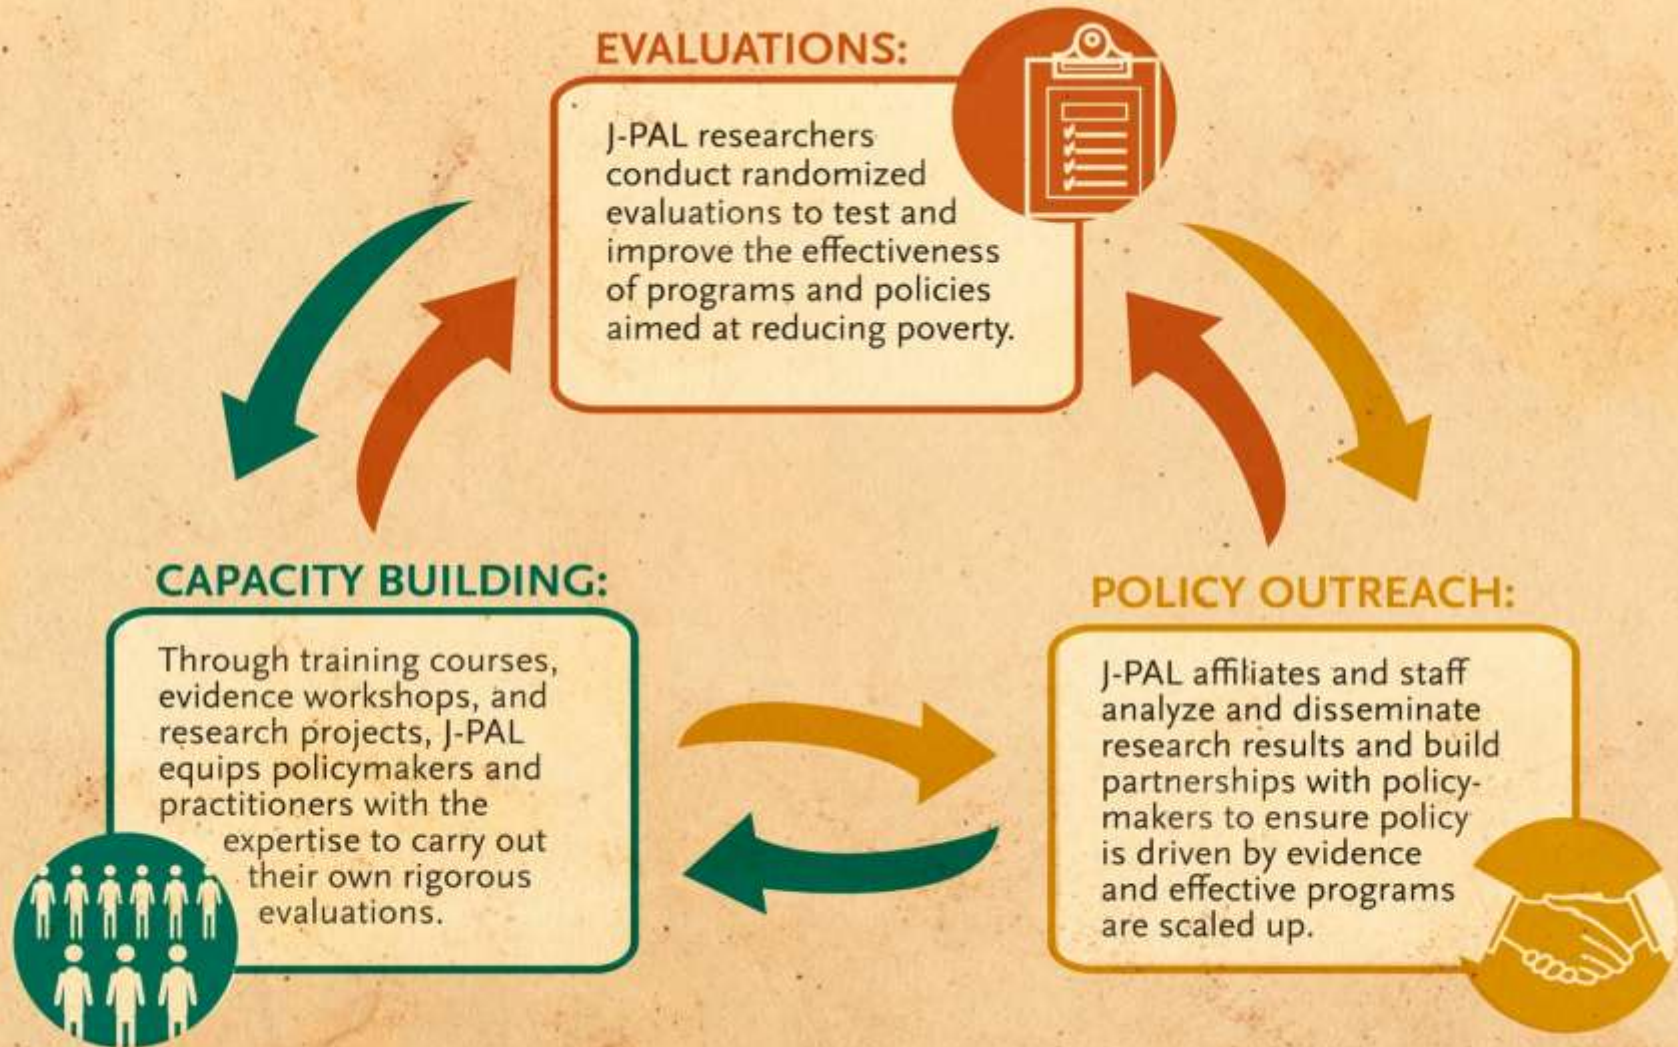 EVALUATIONS:
J-PAL researchers
conduct randomized
evaluations to test and
improve the effectiveness
of programs and policies
aimed at reducing poverty.
CAPACITY BUILDING:
Through training courses,
evidence workshops, and
research projects, J-PAL
equips policymakers and
practitioners with the
expertise to carry out
their own rigorous
evaluations.
POLICY OUTREACH:
J-PAL affiliates and staff
analyze and disseminate
research results and build
partnerships with policy-
makers to ensure policy
is driven by evidence
and effective programs
are scaled up.